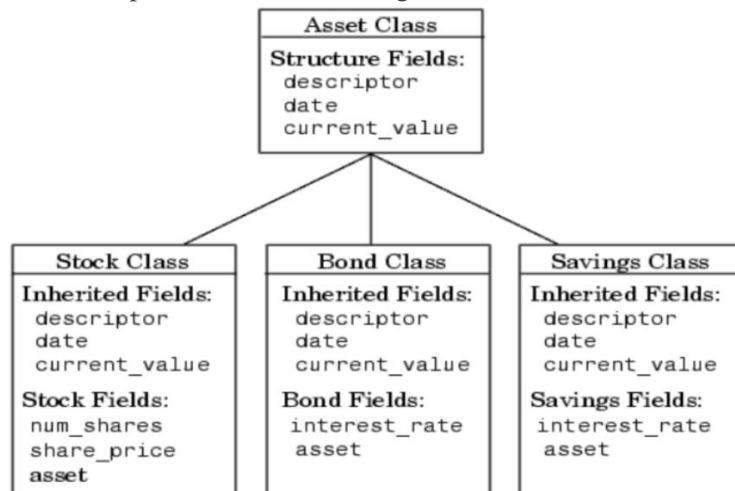 Asset Class
Structure Fields:
descriptor
date
current_value
Stock Class
Inherited Fields:
descriptor
date
current_value
Stock Fields:
num_shares
share_price
asset
Bond Class
Inherited Fields:
descriptor
date
current_value
Bond Fields:
interest_rate
asset
Savings Class
Inherited Fields:
descriptor
date
current_value
Savings Fields:
interest_rate
asset